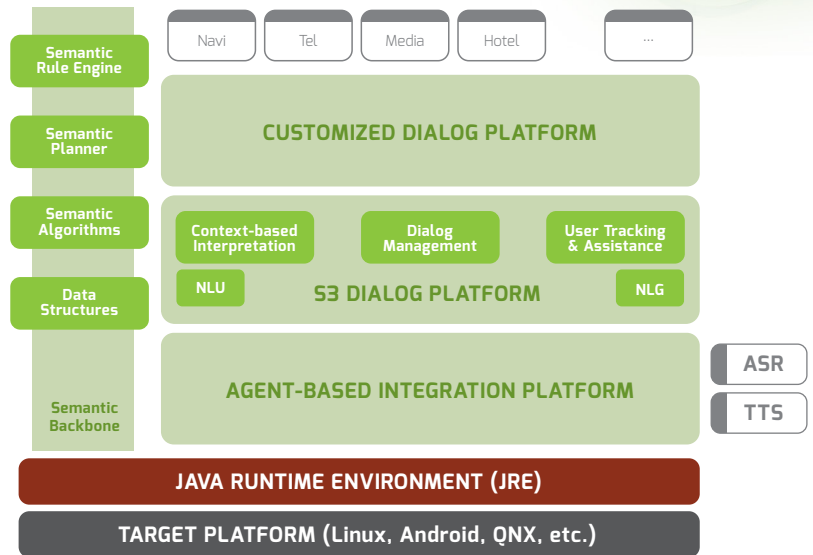 Navi
Tel
Media
Hotel
...
Semantic
Rule Engine
Semantic
Planner
Semantic
Algorithms
Data
Structures
Semantic
Backbone
CUSTOMIZED DIALOG PLATFORM
Context-based
Interpretation
Dialog
Management
User Tracking
& Assistance
NLU
S3 DIALOG PLATFORM
NLG
AGENT-BASED INTEGRATION PLATFORM
ASR
TTS
JAVA RUNTIME ENVIRONMENT (JRE)
TARGET PLATFORM (Linux, Android, QNX, etc.)